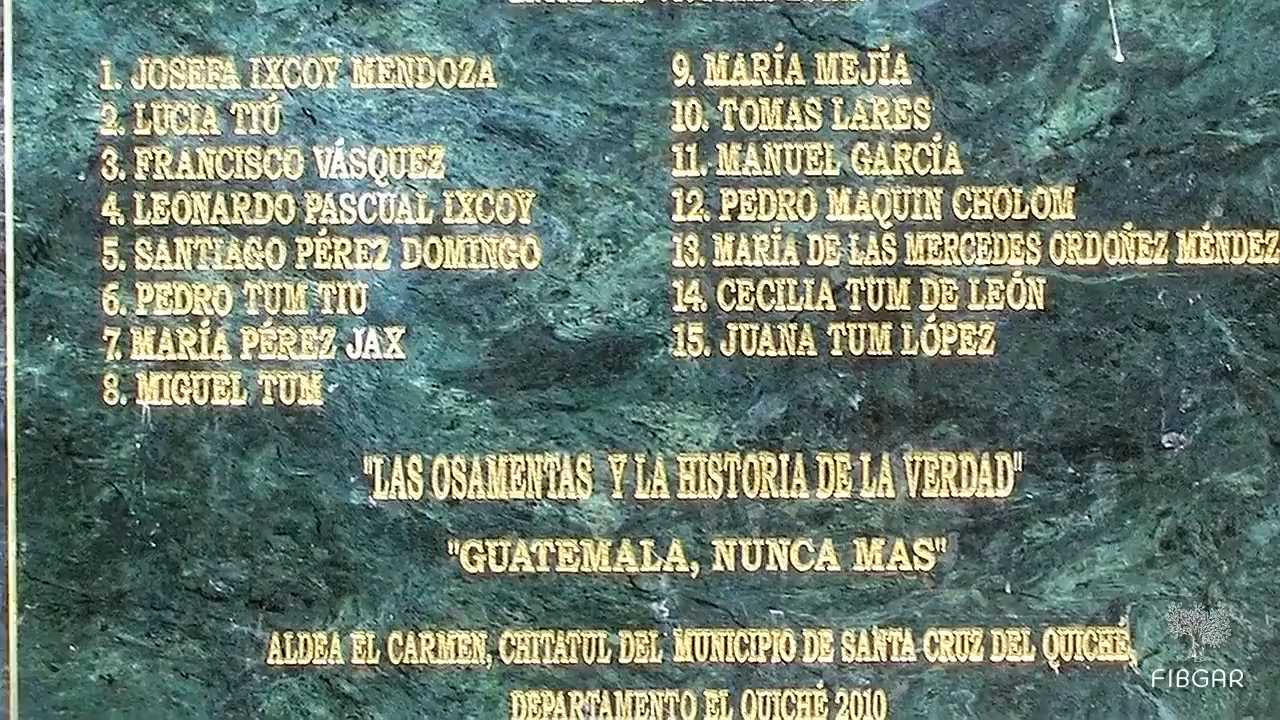 1. JOSEFA IXCOY MENDOZA
2. LUCIA TIÚ
3. FRANCISCO VÁSQUEZ
4. LEONARDO PASCUAL IXCOY
5. SANTIAGO PÉREZ DOMINGO
6. PEDRO TUM TIU
7. MARÍA PÉREZ JAX
8. MIGUEL TUM
9. MARÍA MEJÍA
10. TOMAS LARES
11. MANUEL GARCÍA
12. PEDRO MAQUIN CHOLOM
13. MARÍA DE LAS MERCEDES ORDOÑEZ MÉNDEZ
14. CECILIA TUM DE LEÓN
15. JUANA TUM LÓPEZ
"LAS OSAMENTAS Y LA HISTORIA DE LA VERDAD"
"GUATEMALA, NUNCA MAS"
ALDEA EL CARMEN, CHITATUL DEL MUNICIPIO DE SANTA CRUZ DEL QUICHÉ,
DEPARTAMENTO EL QUICHÉ 2010
FIBGAR